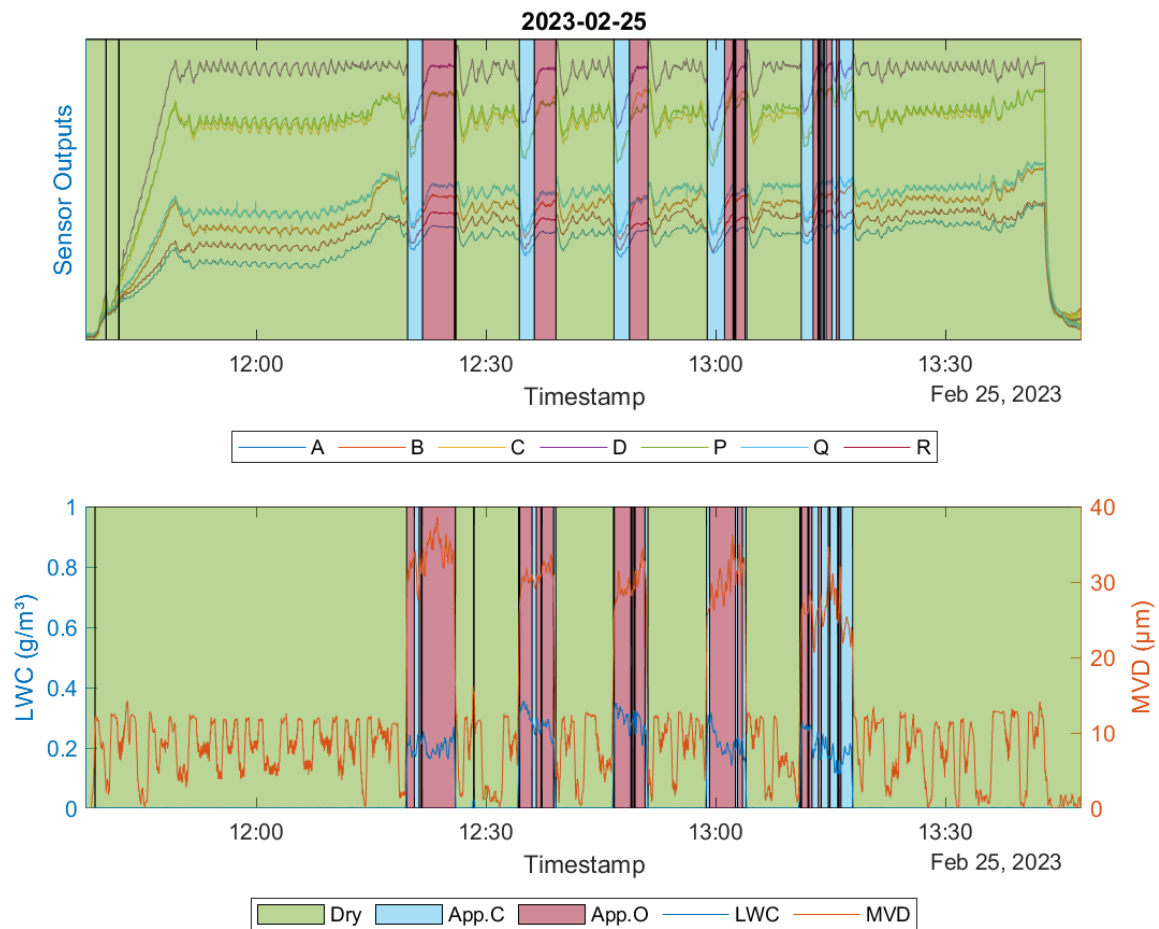 2023-02-25
Sensor Outputs
12:00 12:30 13:00 13:30
Timestamp
Feb 25, 2023
A B C D P Q R
1 40
0.8 30
0.6
20
0.4
0.2 10
0 0
LWC (g/m³)
MVD (μm)
12:00 12:30 13:00 13:30
Timestamp
Feb 25, 2023
Dry App.C App.O LWC MVD